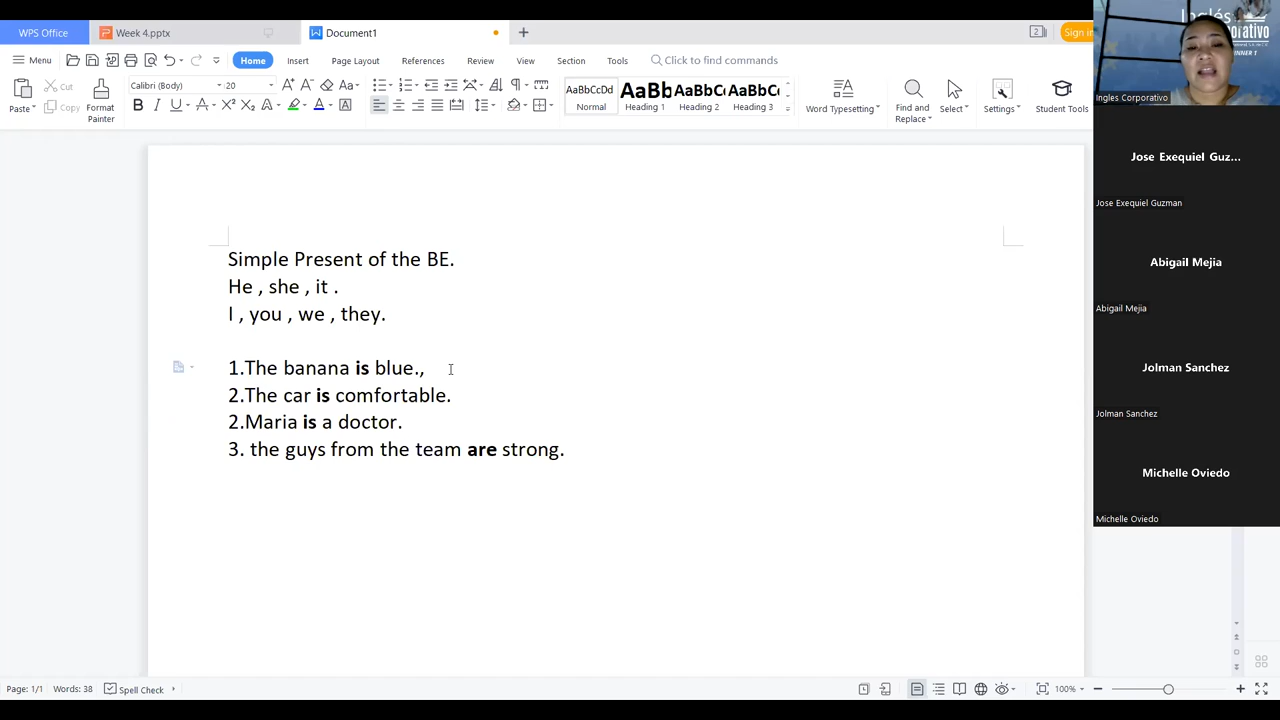 WPS Office
Week 4.pptx
Document1
Sign in
Menu
Home
Insert
Page Layout
References
Review
View
Section
Tools
Click to find commands
Paste
Cut
Copy
Format Painter
Calibri (Body)
20
AaBbCcDd
Normal
AaBb
Heading 1
AaBbC
Heading 2
AaBbC
Heading 3
Word Typesetting
Find and Replace
Select
Settings
Student Tools
Simple Present of the BE.
He , she , it .
I , you , we , they.
1.The banana is blue.,
2.The car is comfortable.
2.Maria is a doctor.
3. the guys from the team are strong.
Ingles Corporativo
Jose Exequiel Guz...
Jose Exequiel Guzman
Abigail Mejia
Abigail Mejia
Jolman Sanchez
Jolman Sanchez
Michelle Oviedo
Michelle Oviedo
Page: 1/1
Words: 38
Spell Check
100%